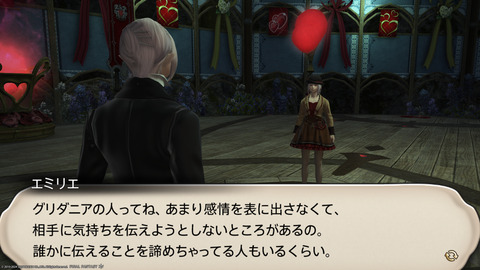 エミリエ
グリダニアの人ってね、あまり感情を表に出さなくて、
相手に気持ちを伝えようとしないところがあるの。
誰かに伝えることを諦めちゃってる人もいるくらい。